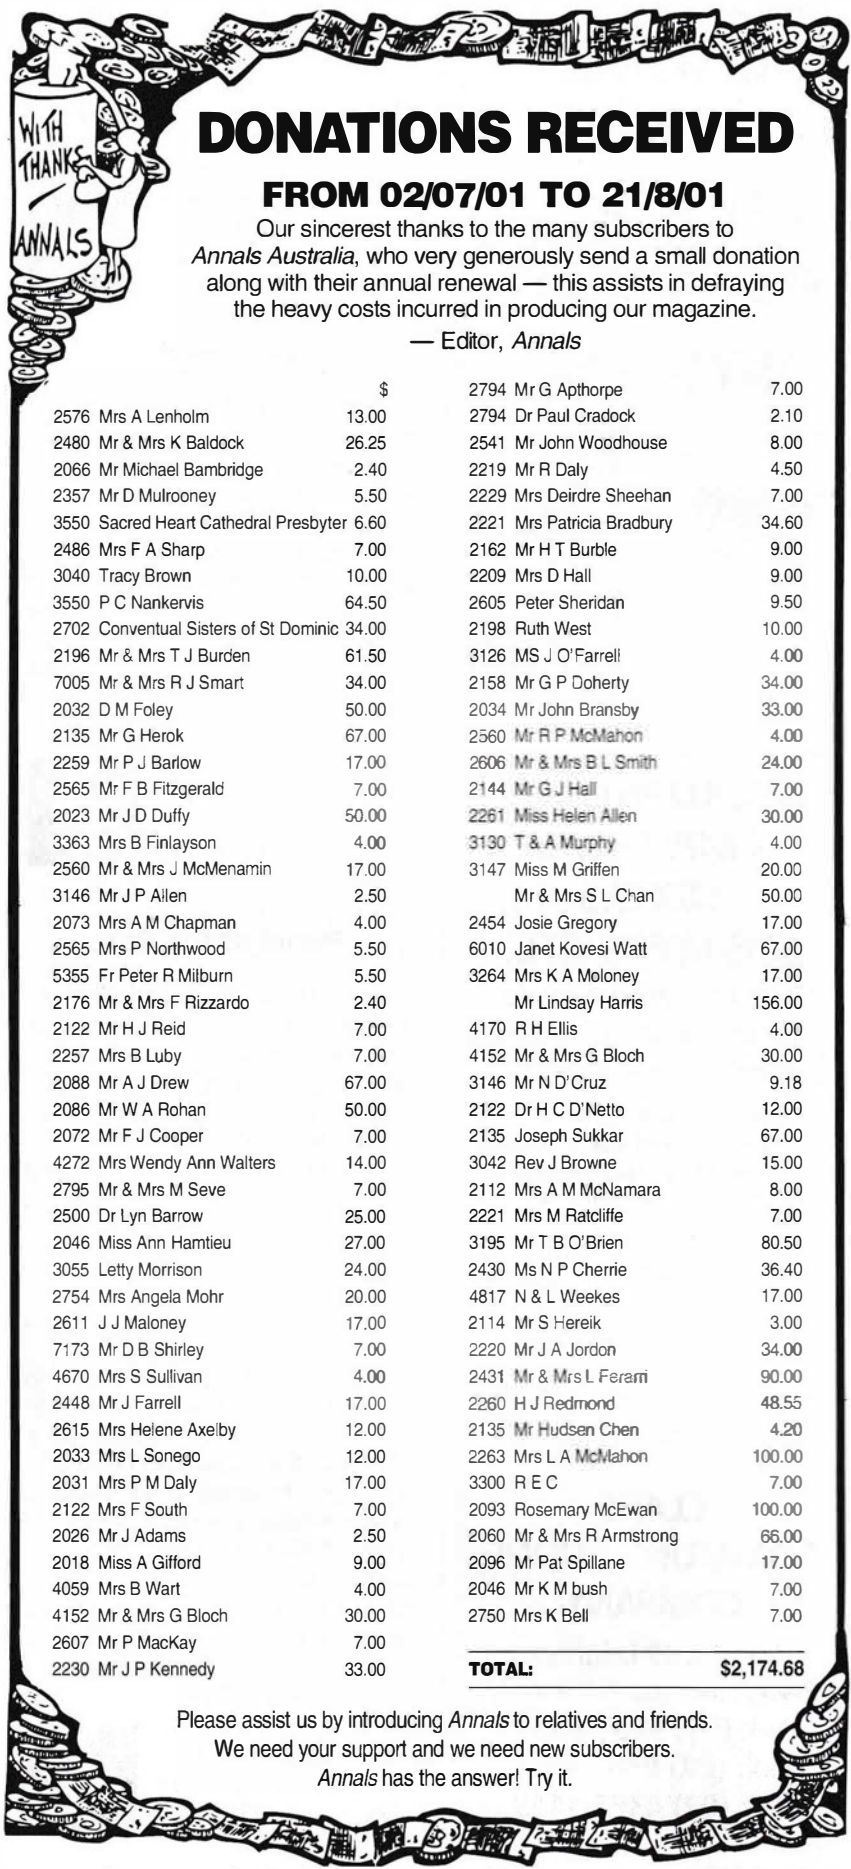 WITH
THANKS
ANNALS
DONATIONS RECEIVED
FROM 02/07/01 TO 21/8/01
Our sincerest thanks to the many subscribers to
Annals Australia, who very generously send a small donation
along with their annual renewal — this assists in defraying
the heavy costs incurred in producing our magazine.
— Editor, Annals
$
2576 Mrs A Lenholm 13.00
2480 Mr & Mrs K Baldock 26.25
2066 Mr Michael Bambridge 2.40
2357 Mr D Mulrooney 5.50
3550 Sacred Heart Cathedral Presbyter 6.60
2486 Mrs F A Sharp 7.00
3040 Tracy Brown 10.00
3550 P C Nankervis 64.50
2702 Conventual Sisters of St Dominic 34.00
2196 Mr & Mrs T J Burden 61.50
7005 Mr & Mrs R J Smart 34.00
2032 D M Foley 50.00
2135 Mr G Herok 67.00
2259 Mr P J Barlow 17.00
2565 Mr F B Fitzgerald 7.00
2023 Mr J D Duffy 50.00
3363 Mrs B Finlayson 4.00
2560 Mr & Mrs J McMenamin 17.00
3146 Mr J P Allen 2.50
2073 Mrs A M Chapman 4.00
2565 Mrs P Northwood 5.50
5355 Fr Peter R Milburn 5.50
2176 Mr & Mrs F Rizzardo 2.40
2122 Mr H J Reid 7.00
2257 Mrs B Luby 7.00
2088 Mr A J Drew 67.00
2086 Mr W A Rohan 50.00
2072 Mr F J Cooper 7.00
4272 Mrs Wendy Ann Walters 14.00
2795 Mr & Mrs M Seve 7.00
2500 Dr Lyn Barrow 25.00
2046 Miss Ann Hamtieu 27.00
3055 Letty Morrison 24.00
2754 Mrs Angela Mohr 20.00
2611 J J Maloney 17.00
7173 Mr D B Shirley 7.00
4670 Mrs S Sullivan 4.00
2448 Mr J Farrell 17.00
2615 Mrs Helene Axelby 12.00
2033 Mrs L Sonego 12.00
2031 Mrs P M Daly 17.00
2122 Mrs F South 7.00
2026 Mr J Adams 2.50
2018 Miss A Gifford 9.00
4059 Mrs B Wart 4.00
4152 Mr & Mrs G Bloch 30.00
2607 Mr P MacKay 7.00
2230 Mr J P Kennedy 33.00
2794 Mr G Apthorpe 7.00
2794 Dr Paul Cradock 2.10
2541 Mr John Woodhouse 8.00
2219 Mr R Daly 4.50
2229 Mrs Deirdre Sheehan 7.00
2221 Mrs Patricia Bradbury 34.60
2162 Mr H T Burble 9.00
2209 Mrs D Hall 9.00
2605 Peter Sheridan 9.50
2198 Ruth West 10.00
3126 MS J O'Farrell 4.00
2158 Mr G P Doherty 34.00
2034 Mr John Bransby 33.00
2560 Mr R P McMahon 4.00
2606 Mr & Mrs B L Smith 24.00
2144 Mr G J Hall 7.00
2261 Miss Helen Allen 30.00
3130 T & A Murphy 4.00
3147 Miss M Griffen 20.00
Mr & Mrs S L Chan 50.00
2454 Josie Gregory 17.00
6010 Janet Kovesi Watt 67.00
3264 Mrs K A Moloney 17.00
Mr Lindsay Harris 156.00
4170 R H Ellis 4.00
4152 Mr & Mrs G Bloch 30.00
3146 Mr N D'Cruz 9.18
2122 Dr H C D'Netto 12.00
2135 Joseph Sukkar 67.00
3042 Rev J Browne 15.00
2112 Mrs A M McNamara 8.00
2221 Mrs M Ratcliffe 7.00
3195 Mr T B O'Brien 80.50
2430 Ms N P Cherrie 36.40
4817 N & L Weekes 17.00
2114 Mr S Hereik 3.00
2220 Mr J A Jordon 34.00
2431 Mr & Mrs L Ferarri 90.00
2260 H J Redmond 48.55
2135 Mr Hudsen Chen 4.20
2263 Mrs L A McMahon 100.00
3300 R E C 7.00
2093 Rosemary McEwan 100.00
2060 Mr & Mrs R Armstrong 66.00
2096 Mr Pat Spillane 17.00
2046 Mr K M bush 7.00
2750 Mrs K Bell 7.00
TOTAL: $2,174.68
Please assist us by introducing Annals to relatives and friends.
We need your support and we need new subscribers.
Annals has the answer! Try it.